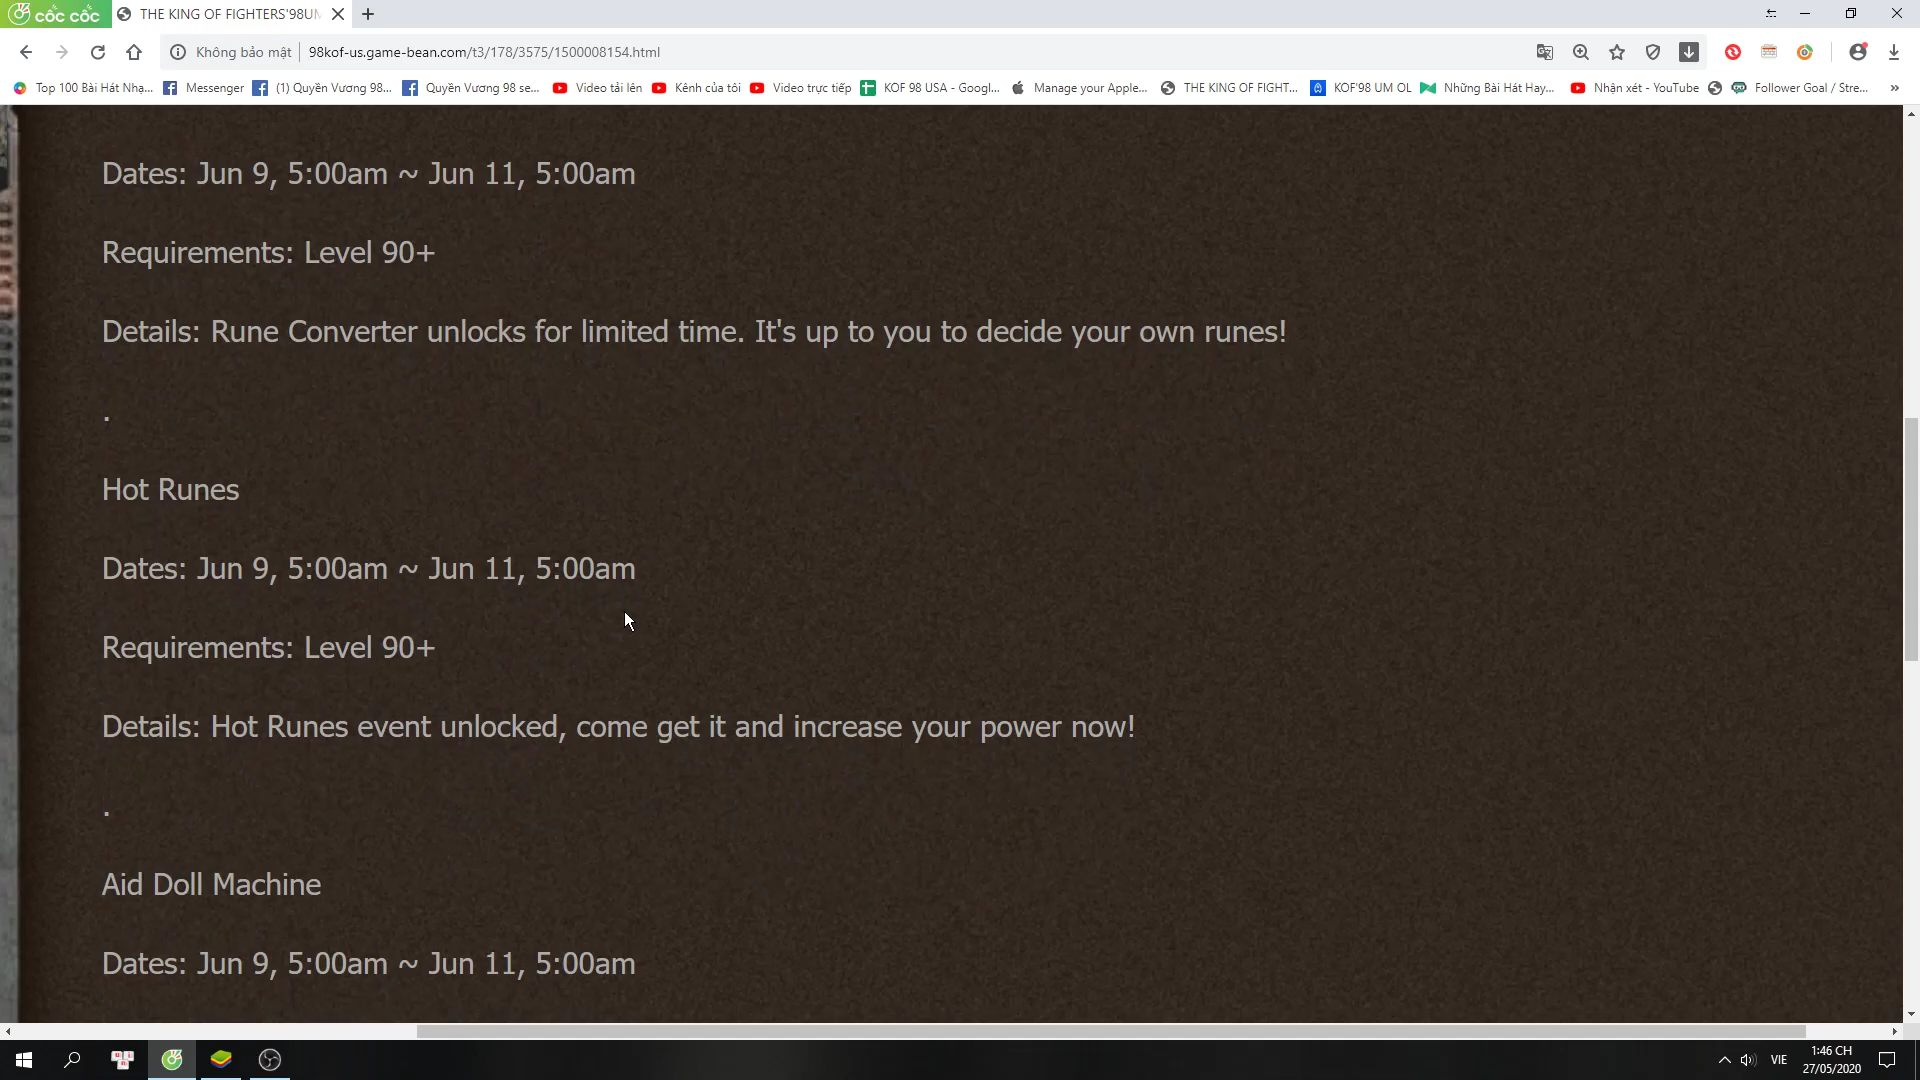 cốc cốc
THE KING OF FIGHTERS'98UM
Không bảo mật
98kof-us.game-bean.com/t3/178/3575/1500008154.html
Top 100 Bài Hát Nhạ...
Messenger
(1) Quyền Vương 98...
Quyền Vương 98 se...
Video tải lên
Kênh của tôi
Video trực tiếp
KOF 98 USA - Googl...
Manage your Apple...
THE KING OF FIGHT...
KOF'98 UM OL
Những Bài Hát Hay...
Nhận xét - YouTube
Follower Goal / Stre...
»
Dates: Jun 9, 5:00am ~ Jun 11, 5:00am
Requirements: Level 90+
Details: Rune Converter unlocks for limited time. It's up to you to decide your own runes!
.
Hot Runes
Dates: Jun 9, 5:00am ~ Jun 11, 5:00am
Requirements: Level 90+
Details: Hot Runes event unlocked, come get it and increase your power now!
.
Aid Doll Machine
Dates: Jun 9, 5:00am ~ Jun 11, 5:00am
VIE
1:46 CH
27/05/2020